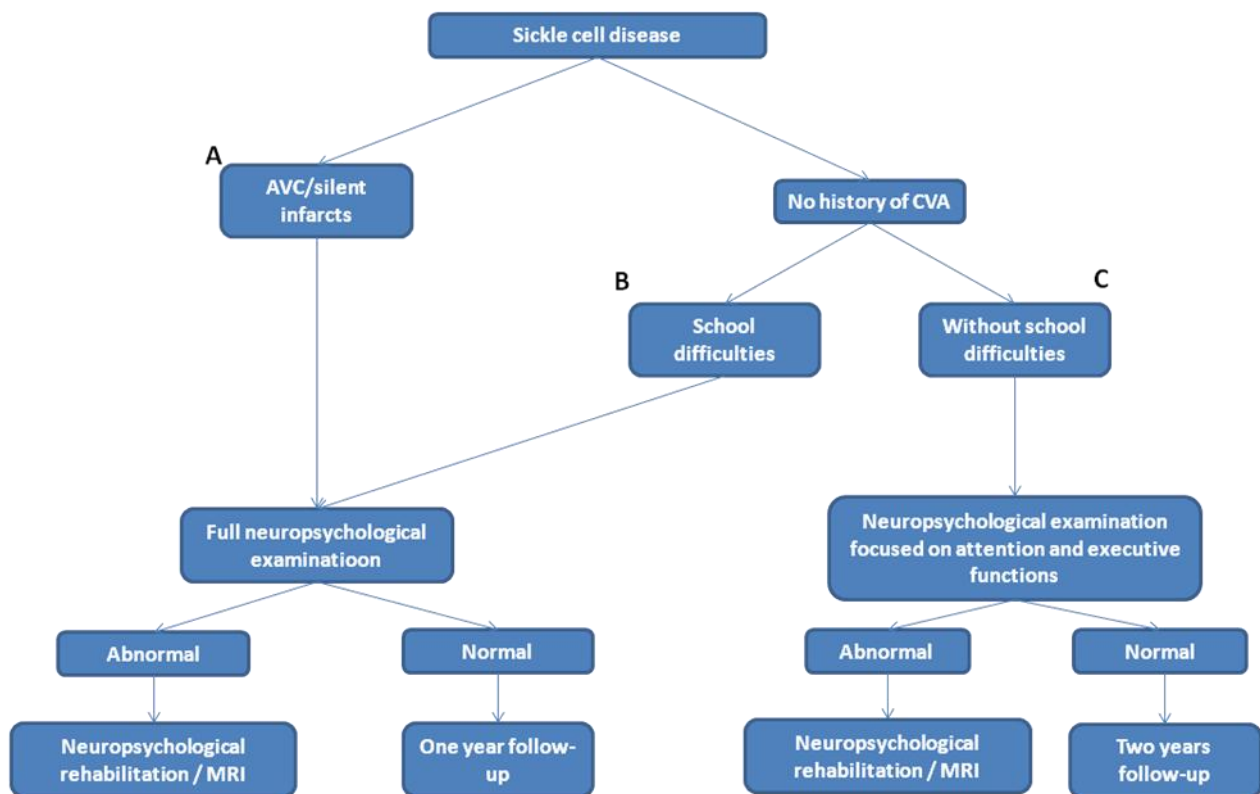 Sickle cell disease
A
AVC/silent
infarcts
No history of CVA
B
School
difficulties
C
Without school
difficulties
Full neuropsychological
examinatioon
Neuropsychological examination
focused on attention and executive
functions
Abnormal
Normal
Abnormal
Normal
Neuropsychological
rehabilitation / MRI
One year follow-
up
Neuropsychological
rehabilitation / MRI
Two years
follow-up